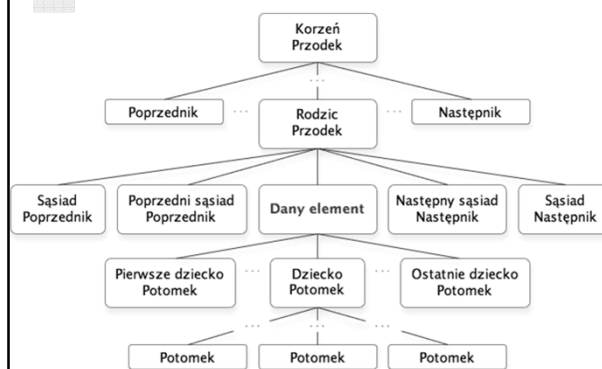 Korzeń
Przodek
...
Poprzednik
...
Rodzic
Przodek
...
Następnik
Sąsiad
Poprzednik
Poprzedni sąsiad
Poprzednik
Dany element
Następny sąsiad
Następnik
Sąsiad
Następnik
Pierwsze dziecko
Potomek
...
Dziecko
Potomek
...
Ostatnie dziecko
Potomek
...
...
...
Potomek
Potomek
Potomek